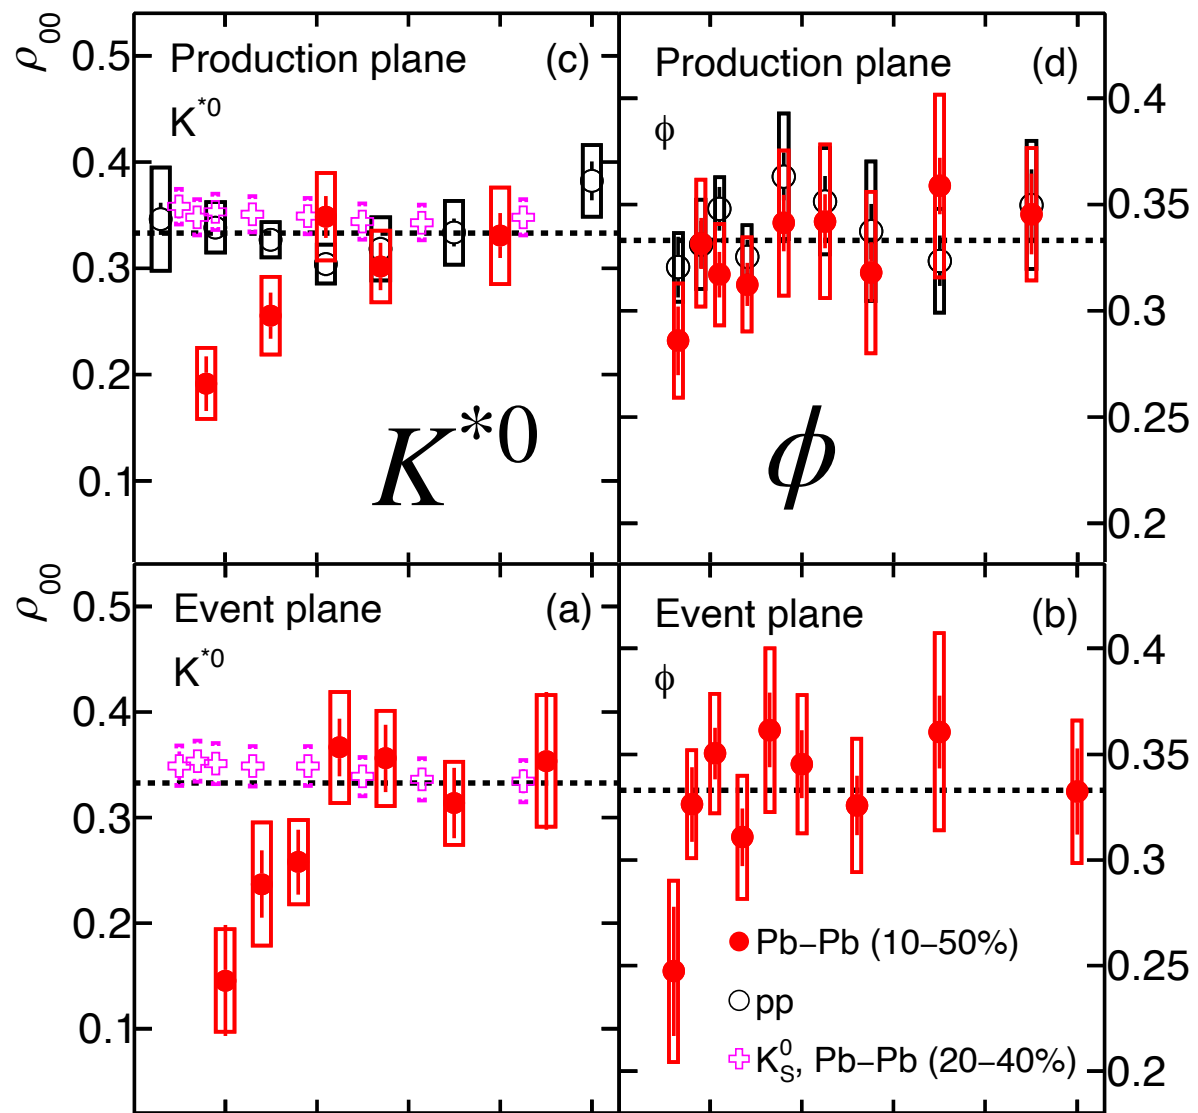 ρ00
0.5
0.4
0.3
0.2
0.1
Production plane (c)
K*0
K*0
Production plane (d)
ϕ
ϕ
0.4
0.35
0.3
0.25
0.2
ρ00
0.5
0.4
0.3
0.2
0.1
Event plane (a)
K*0
Event plane (b)
ϕ
0.4
0.35
0.3
0.25
0.2
Pb−Pb (10−50%)
pp
K0S, Pb−Pb (20−40%)